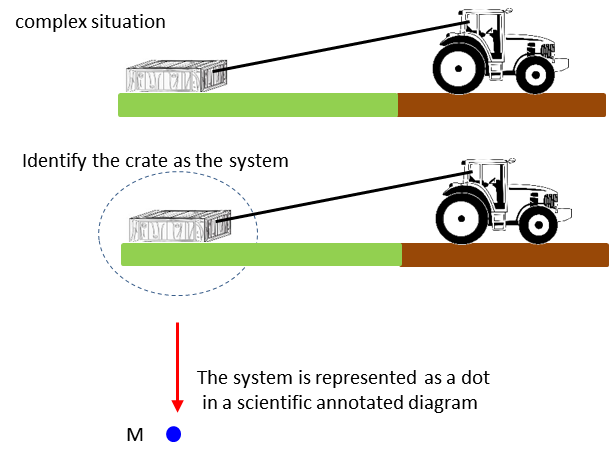 complex situation
Identify the crate as the system
The system is represented as a dot
in a scientific annotated diagram
M